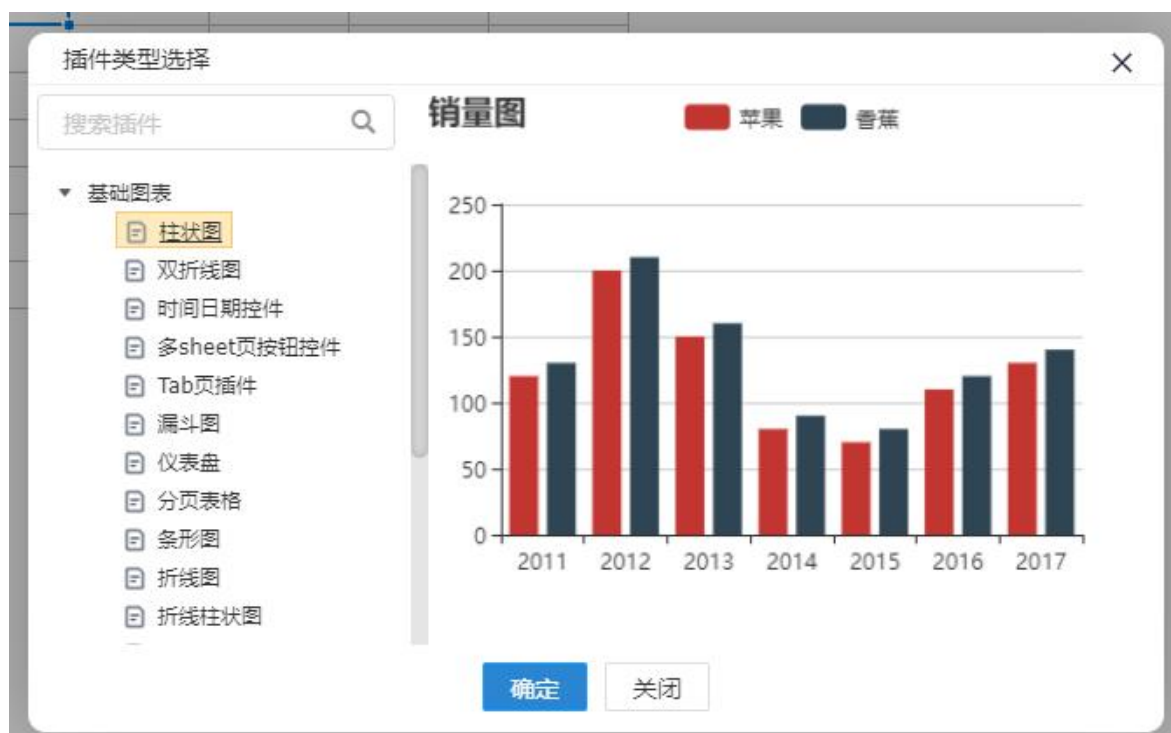 插件类型选择
搜索插件
基础图表
柱状图
双折线图
时间日期控件
多sheet页按钮控件
Tab页插件
漏斗图
仪表盘
分页表格
条形图
折线图
折线柱状图
销量图
苹果 香蕉
250
200
150
100
50
0
2011 2012 2013 2014 2015 2016 2017
确定 关闭